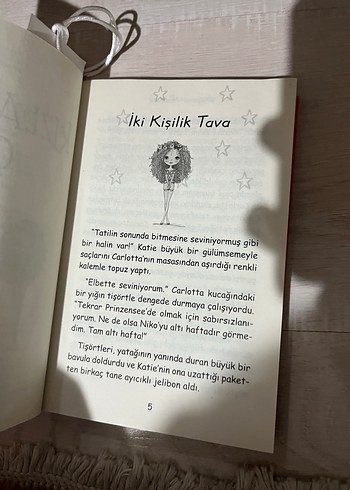 İki Kişilik Tava
"Tatilin sonunda bitmesine seviniyormuş gibi
bir halin var!" Katie büyük bir gülümsemeyle
saçlarını Carlotta'nın masasından aşırdığı renkli
kalemle topuz yaptı.
"Elbette seviniyorum." Carlotta kucağındaki
bir yığın tişörtle dengede durmaya çalışıyordu.
"Tekrar Prinzensee'de olmak için sabırsızlanı-
yorum. Ne de olsa Niko'yu altı haftadır görme-
dim. Tam altı hafta!"
Tişörtleri, yatağının yanında duran büyük bir
bavula doldurdu ve Katie'nin ona uzattığı paket-
ten birkaç tane ayıcıklı jelibon aldı.
5